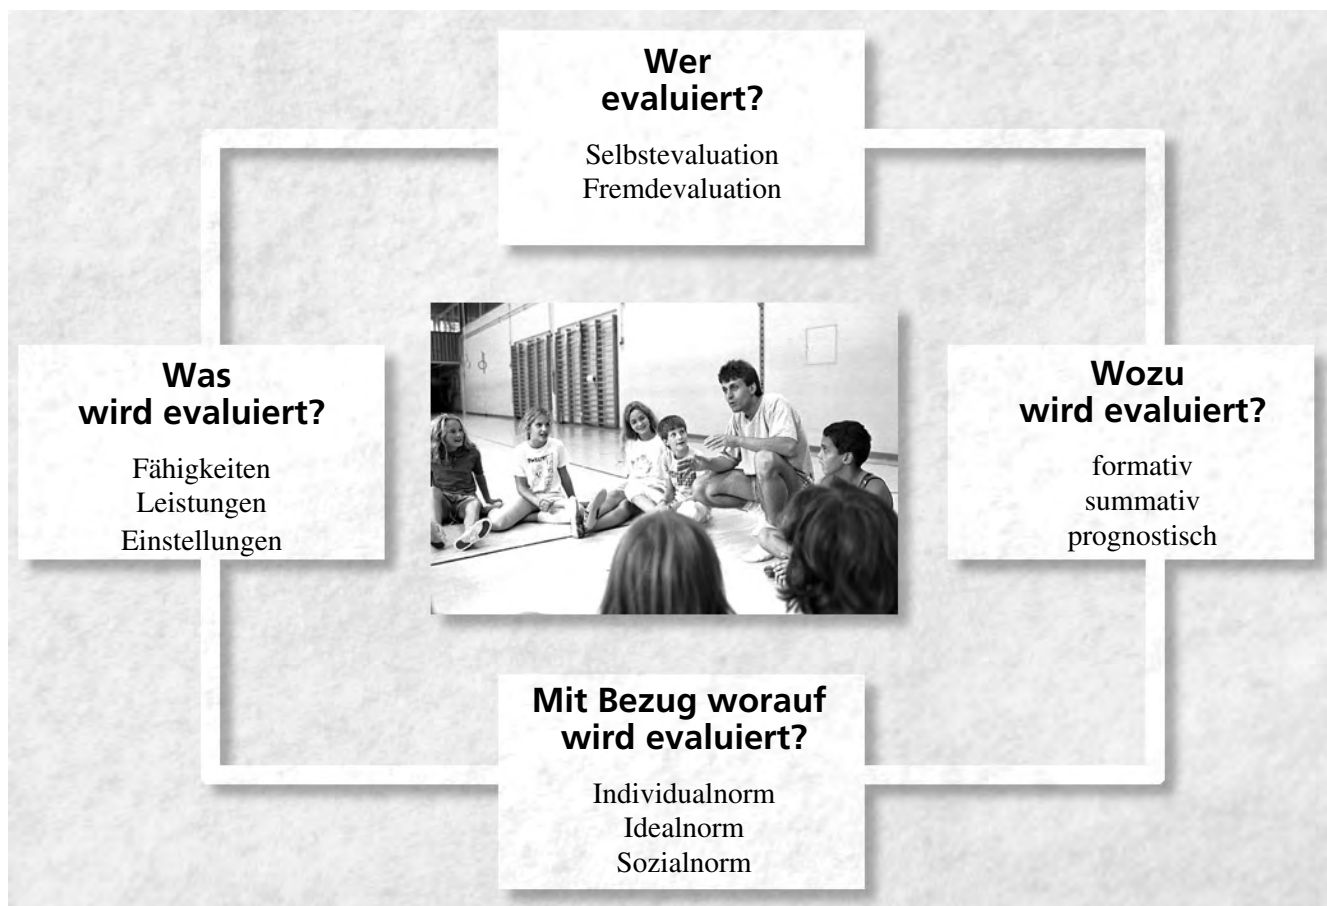 Wer
evaluiert?
Selbstevaluation
Fremdevaluation
Was
wird evaluiert?
Fähigkeiten
Leistungen
Einstellungen
Wozu
wird evaluiert?
formativ
summativ
prognostisch
Mit Bezug worauf
wird evaluiert?
Individualnorm
Idealnorm
Sozialnorm